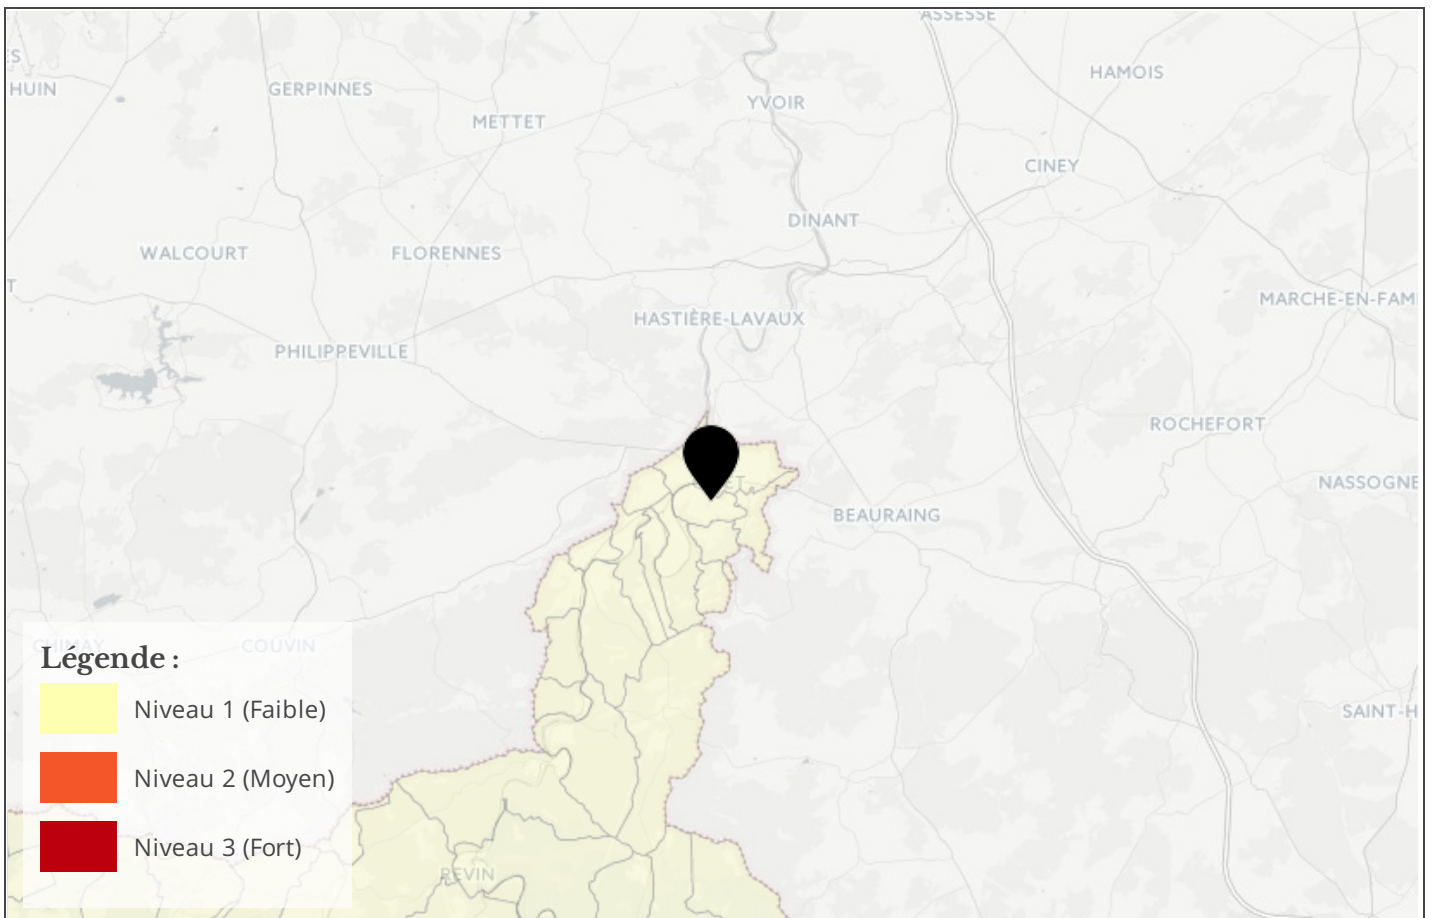 ASSESSE
HAMOIS
HUIN
GERPINNES
YVOIR
METTET
CINEY
DINANT
WALCOURT
FLORENNES
MARCHE-EN-FAM
HASTIÈRE-LAVAUX
PHILIPPEVILLE
ROCHEFORT
NASSOGNE
BEAURAING
CHIMAY
COUVIN
Légende :
Niveau 1 (Faible)
SAINT-H
Niveau 2 (Moyen)
Niveau 3 (Fort)
REVIN